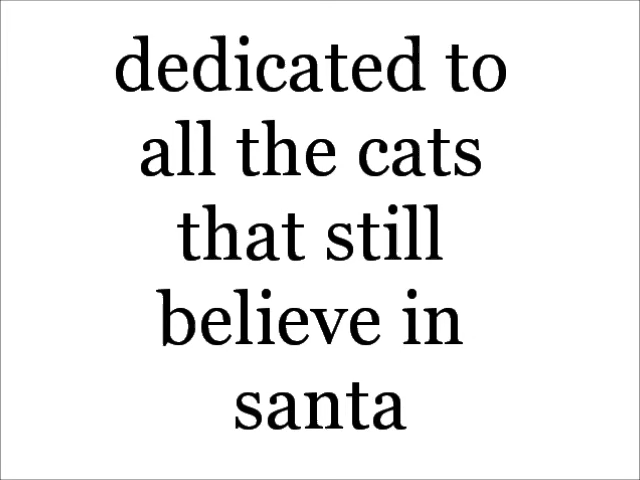 dedicated to
all the cats
that still
believe in
santa